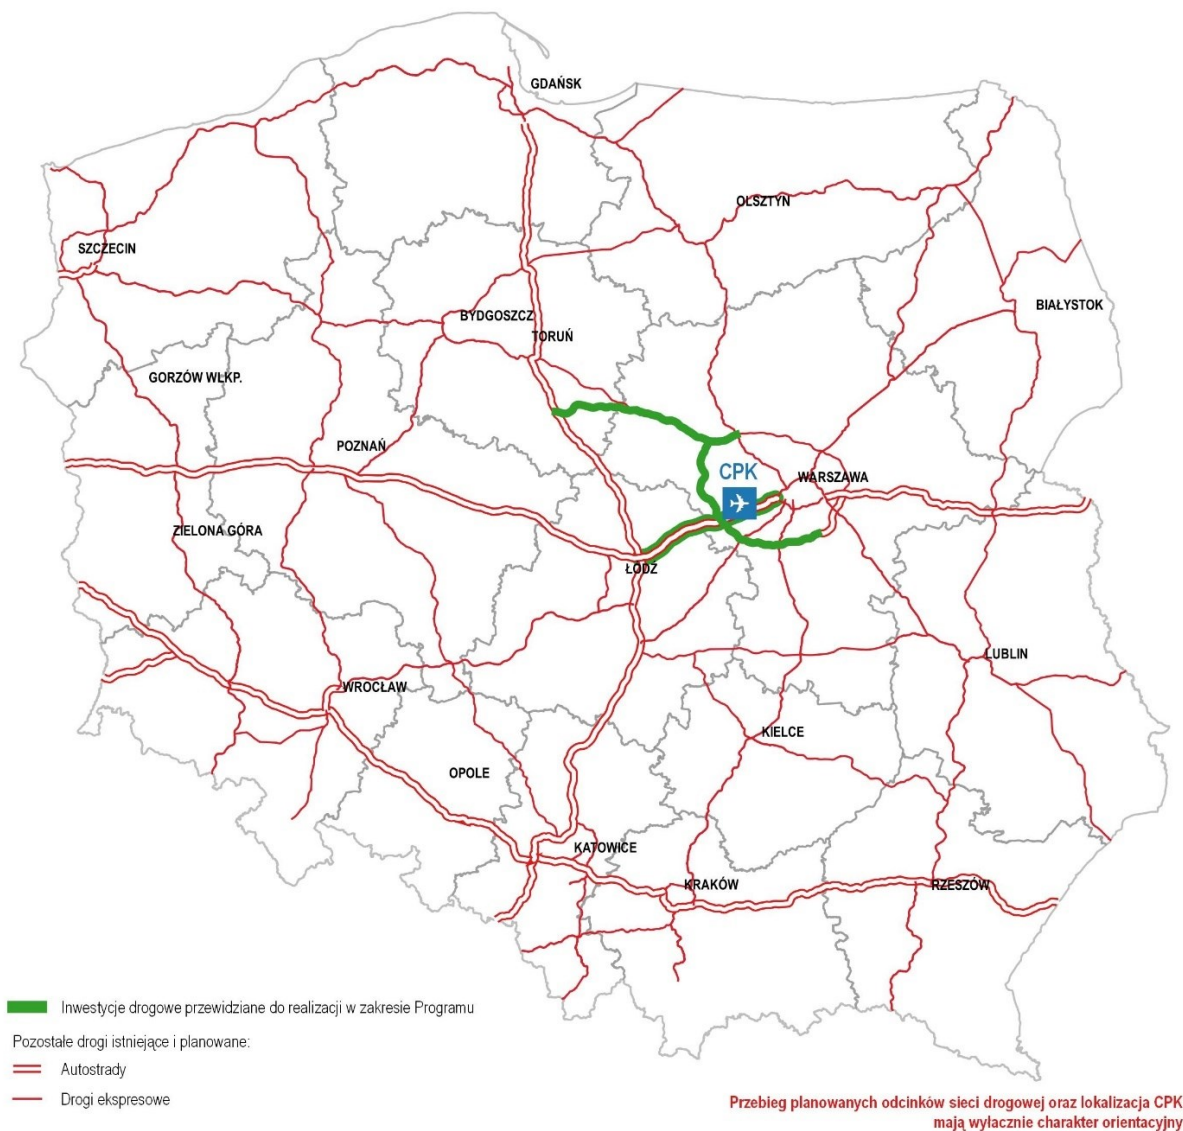 GDAŃSK
OLSZTYN
SZCZECIN
BIAŁYSTOK
BYDGOSZCZ
TORUŃ
GORZÓW WLKP.
POZNAŃ
CPK
WARSZAWA
ZIELONA GÓRA
ŁÓDŹ
LUBLIN
WROCŁAW
KIELCE
OPOLE
KATOWICE
KRAKÓW
RZESZÓW
Inwestycje drogowe przewidziane do realizacji w zakresie Programu
Pozostałe drogi istniejące i planowane:
Autostrady
Drogi ekspresowe
Przebieg planowanych odcinków sieci drogowej oraz lokalizacja CPK
mają wylacznie charakter orientacyjny